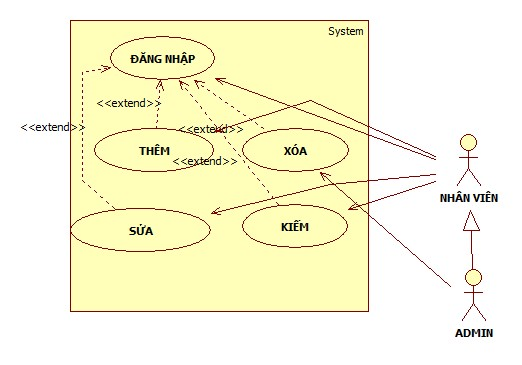 System
ĐĂNG NHẬP
<<extend>>
<<extend>>
<<extend>>
<<extend>>
THÊM
XÓA
NHÂN VIÊN
SỬA
KIẾM
ADMIN